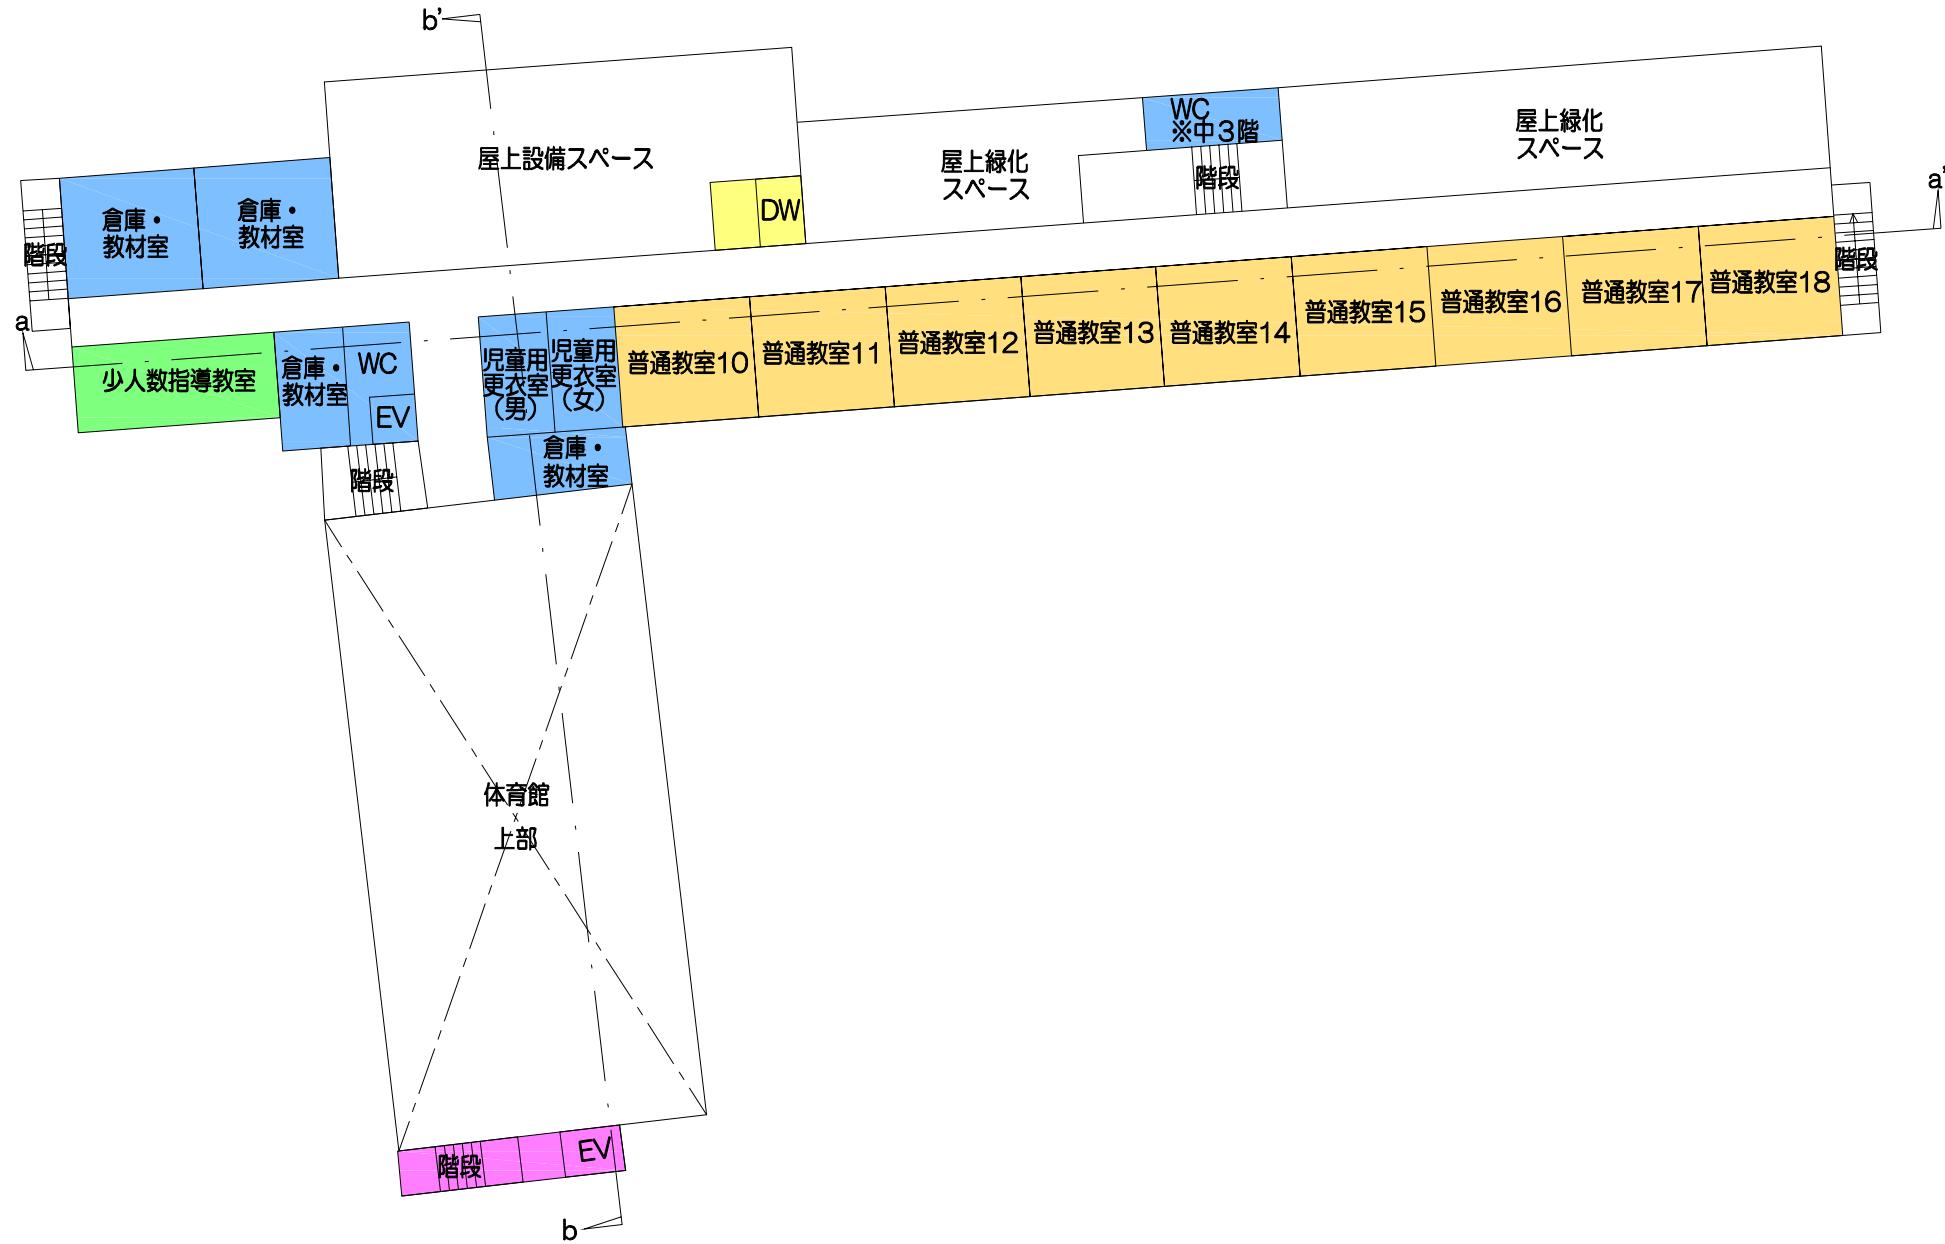 b'
屋上設備スペース
WC
※中3階
屋上緑化
スペース
屋上緑化
スペース
階段
a'
倉庫・
教材室
倉庫・
教材室
DW
階段
階段
a
少人数指導教室
倉庫・
教材室
WC
EV
児童用
更衣室
(男)
児童用
更衣室
(女)
普通教室10
普通教室11
普通教室12
普通教室13
普通教室14
普通教室15
普通教室16
普通教室17
普通教室18
倉庫・
教材室
階段
体育館
上部
階段
EV
b